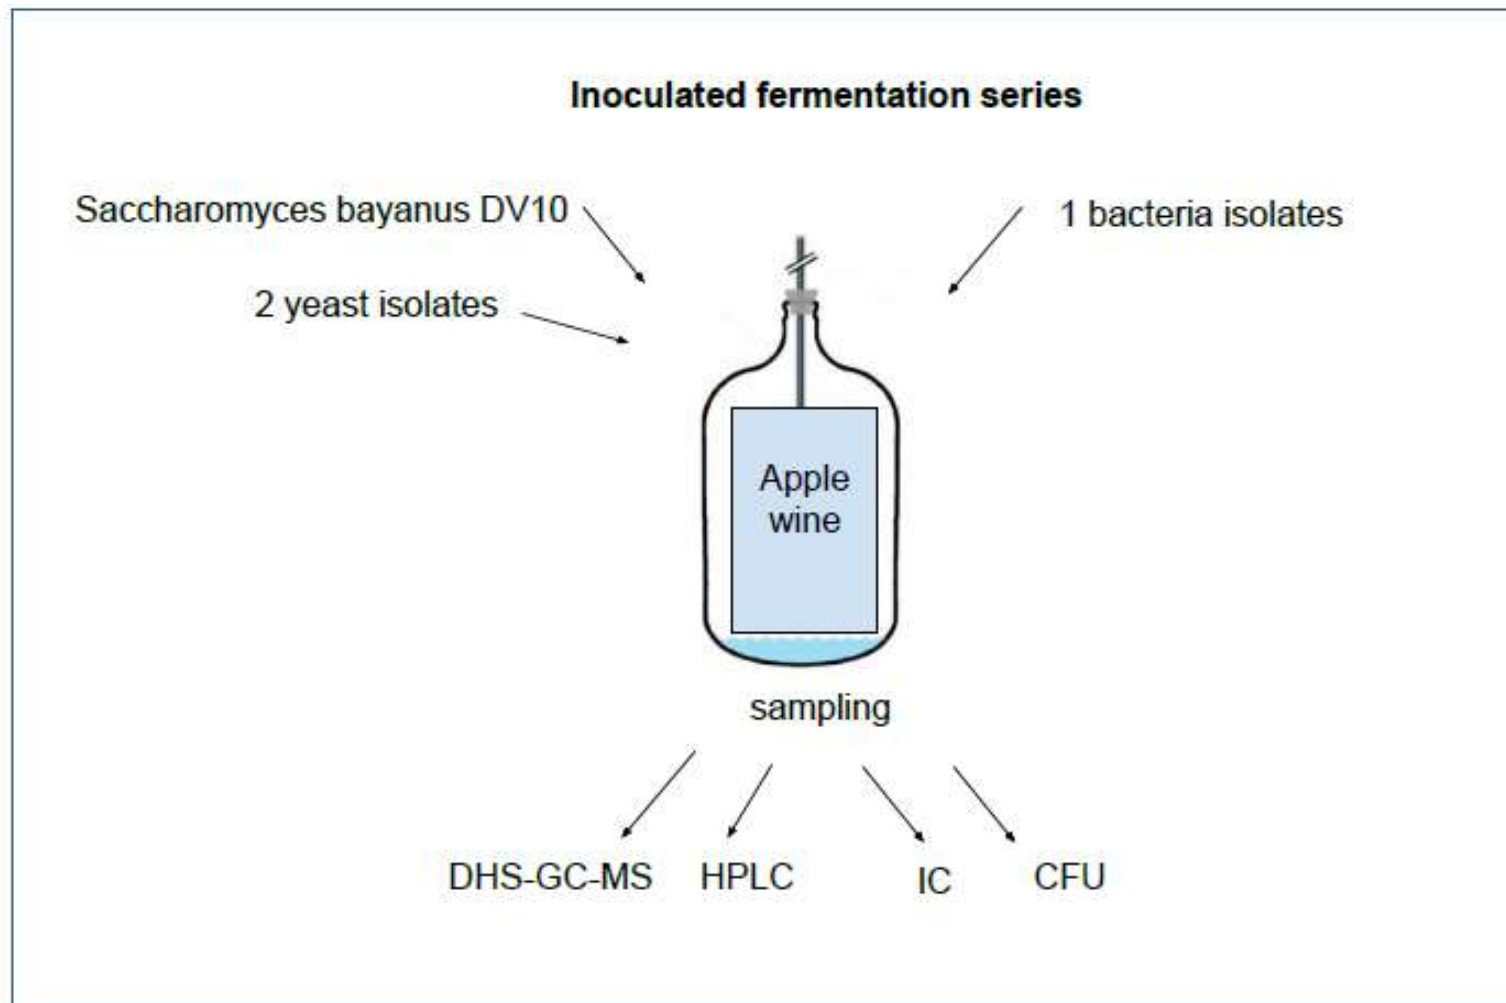 Inoculated fermentation series
Saccharomyces bayanus DV10
1 bacteria isolates
2 yeast isolates
Apple
wine
sampling
DHS-GC-MS HPLC IC CFU